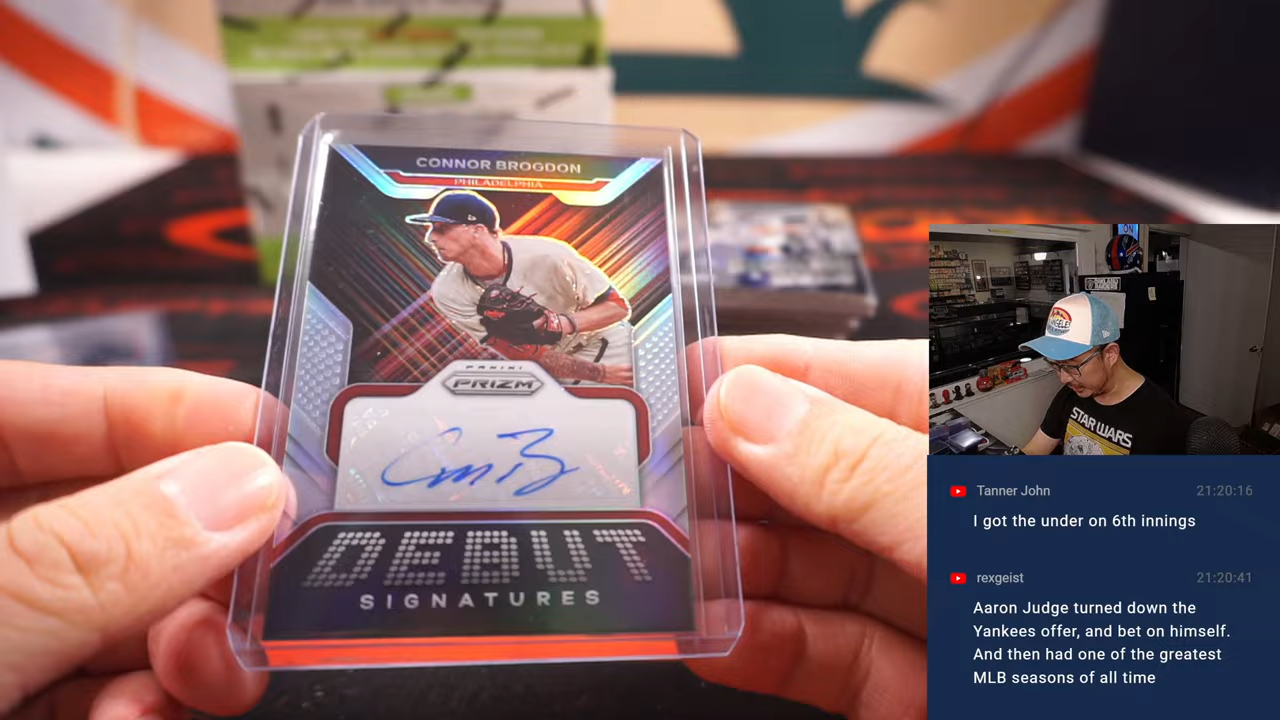 CONNOR BROGDON
PHILADELPHIA
PANINI
PRIZM
DEBUT
SIGNATURES
ON
STAR WARS
Tanner John 21:20:16
I got the under on 6th innings
rexgeist 21:20:41
Aaron Judge turned down the
Yankees offer, and bet on himself.
And then had one of the greatest
MLB seasons of all time